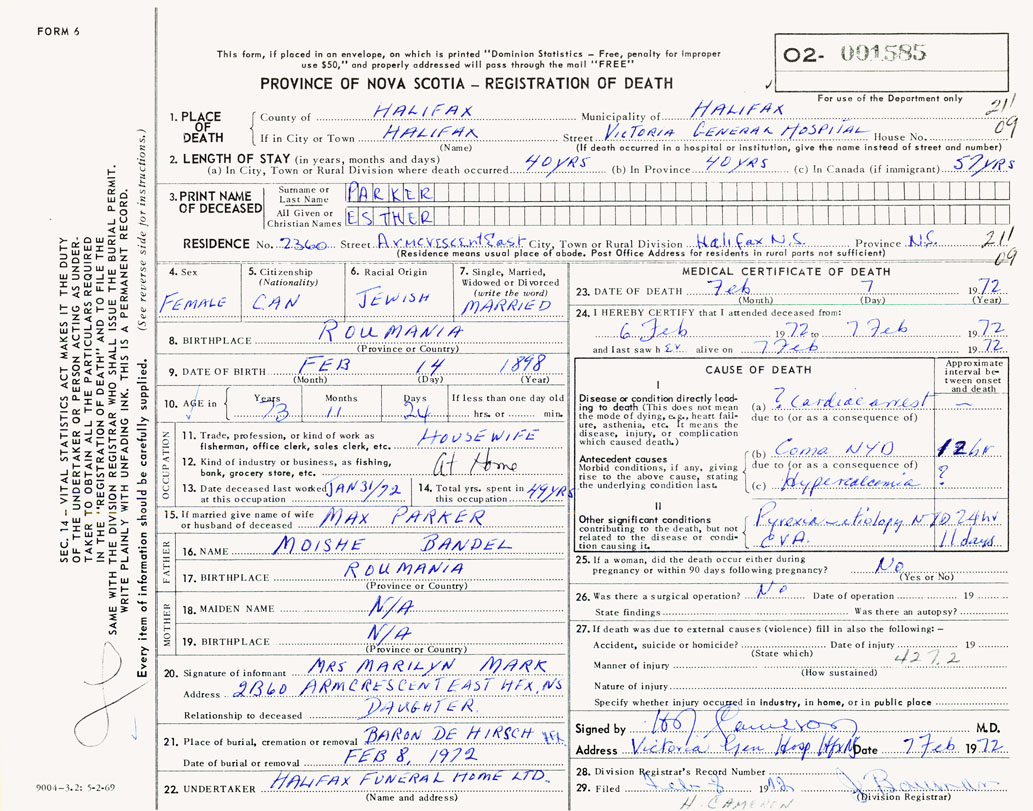 FORM 6
This form, if placed in an envelope, on which is printed "Dominion Statistics – Free, penalty for improper
use $50," and properly addressed will pass through the mail "FREE"
PROVINCE OF NOVA SCOTIA – REGISTRATION OF DEATH
02- 001585
For use of the Department only
211
09
1. PLACE OF DEATH
County of HALIFAX Municipality of HALIFAX
If in City or Town HALIFAX Street VICTORIA GENERAL HOSPITAL House No.
(Name) (If death occurred in a hospital or institution, give the name instead of street and number)
2. LENGTH OF STAY (in years, months and days)
(a) In City, Town or Rural Division where death occurred 40 YRS (b) In Province 40 YRS (c) In Canada (if immigrant) 57 YRS
3. PRINT NAME OF DECEASED
Surname or Last Name PARKER
All Given or Christian Names ESTHER
RESIDENCE No. 2360 Street Armcrescent East City, Town or Rural Division Halifax N.S. Province N.S. 211
(Residence means usual place of abode. Post Office Address for residents in rural parts not sufficient) 09
4. Sex FEMALE
5. Citizenship (Nationality) CAN
6. Racial Origin JEWISH
7. Single, Married, Widowed or Divorced (write the word) MARRIED
8. BIRTHPLACE ROUMANIA
(Province or Country)
9. DATE OF BIRTH FEB 14 1898
(Month) (Day) (Year)
10. AGE in Years 73 Months 11 Days 24 If less than one day old hrs. or min.
OCCUPATION
11. Trade, profession, or kind of work as fisherman, office clerk, sales clerk, etc. HOUSEWIFE
12. Kind of industry or business, as fishing, bank, grocery store, etc. At Home
13. Date deceased last worked at this occupation JAN 31/72
14. Total yrs. spent in this occupation 49 YRS
15. If married give name of wife or husband of deceased MAX PARKER
FATHER
16. NAME MOISHE BANDEL
17. BIRTHPLACE ROUMANIA
(Province or Country)
MOTHER
18. MAIDEN NAME N/A
19. BIRTHPLACE N/A
(Province or Country)
20. Signature of informant MRS MARILYN MARK
Address 2360 ARMCRESCENT EAST HFX, NS
Relationship to deceased DAUGHTER.
21. Place of burial, cremation or removal BARON DE HIRSCH
Date of burial or removal FEB 8, 1972
22. UNDERTAKER HALIFAX FUNERAL HOME LTD.
(Name and address)
MEDICAL CERTIFICATE OF DEATH
23. DATE OF DEATH Feb 7 1972
(Month) (Day) (Year)
24. I HEREBY CERTIFY that I attended deceased from:
6 Feb 1972 to 7 Feb 1972
and last saw h er alive on 7 Feb 1972
CAUSE OF DEATH
Approximate interval between onset and death
I
Disease or condition directly leading to death (This does not mean the mode of dying, e.g., heart failure, asthenia, etc. It means the disease, injury, or complication which caused death.)
(a) ? Cardiac arrest –
due to (or as a consequence of)
Antecedent causes
Morbid conditions, if any, giving rise to the above cause, stating the underlying condition last.
(b) Coma NYD 12 hr
due to (or as a consequence of)
(c) Hypercalcemia ?
II
Other significant conditions
contributing to the death, but not related to the disease or condition causing it.
Pyrexia - etiology NYD 24 hr
CVA. 11 days
25. If a woman, did the death occur either during pregnancy or within 90 days following pregnancy? No
(Yes or No)
26. Was there a surgical operation? No Date of operation 19
State findings Was there an autopsy?
27. If death was due to external causes (violence) fill in also the following: –
Accident, suicide or homicide? Date of injury 19
(State which) 427.2
Manner of injury
(How sustained)
Nature of injury
Specify whether injury occurred in Industry, in home, or in public place
Signed by H Cameron M.D.
Address Victoria Gen Hosp Hfx NS Date 7 Feb 1972
28. Division Registrar's Record Number
29. Filed Feb 8 1972
(Division Registrar)
H. CAMERON
SEC. 14 – VITAL STATISTICS ACT MAKES IT THE DUTY
OF THE UNDERTAKER OR PERSON ACTING AS UNDER-
TAKER TO OBTAIN ALL THE PARTICULARS REQUIRED
IN THE "REGISTRATION OF DEATH" AND TO FILE THE
SAME WITH THE DIVISION REGISTRAR WHO SHALL ISSUE THE BURIAL PERMIT.
WRITE PLAINLY WITH UNFADING INK. THIS IS A PERMANENT RECORD.
Every item of information should be carefully supplied. (See reverse side for instructions.)
9004-3.2: 5-2-69